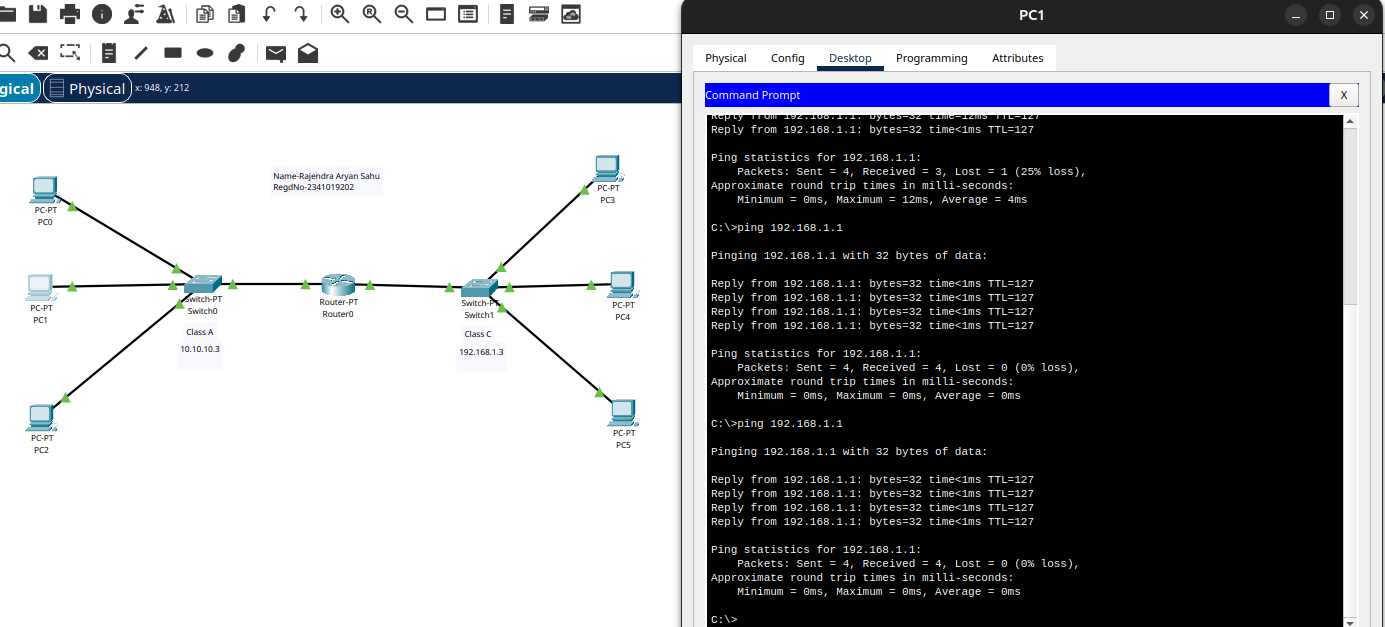 PC1
Physical Config Desktop Programming Attributes
gical Physical x: 948, y: 212
Command Prompt X
Name-Rajendra Aryan Sahu
RegdNo-2341019202
PC-PT
PC0
PC-PT
PC1
PC-PT
PC2
Switch-PT
Switch0
Class A
10.10.10.3
Router-PT
Router0
Switch-PT
Switch1
Class C
192.168.1.3
PC-PT
PC3
PC-PT
PC4
PC-PT
PC5
Reply from 192.168.1.1: bytes=32 time=12ms TTL=127
Reply from 192.168.1.1: bytes=32 time<1ms TTL=127
Ping statistics for 192.168.1.1:
Packets: Sent = 4, Received = 3, Lost = 1 (25% loss),
Approximate round trip times in milli-seconds:
Minimum = 0ms, Maximum = 12ms, Average = 4ms
C:\>ping 192.168.1.1
Pinging 192.168.1.1 with 32 bytes of data:
Reply from 192.168.1.1: bytes=32 time<1ms TTL=127
Reply from 192.168.1.1: bytes=32 time<1ms TTL=127
Reply from 192.168.1.1: bytes=32 time<1ms TTL=127
Reply from 192.168.1.1: bytes=32 time<1ms TTL=127
Ping statistics for 192.168.1.1:
Packets: Sent = 4, Received = 4, Lost = 0 (0% loss),
Approximate round trip times in milli-seconds:
Minimum = 0ms, Maximum = 0ms, Average = 0ms
C:\>ping 192.168.1.1
Pinging 192.168.1.1 with 32 bytes of data:
Reply from 192.168.1.1: bytes=32 time<1ms TTL=127
Reply from 192.168.1.1: bytes=32 time<1ms TTL=127
Reply from 192.168.1.1: bytes=32 time<1ms TTL=127
Reply from 192.168.1.1: bytes=32 time<1ms TTL=127
Ping statistics for 192.168.1.1:
Packets: Sent = 4, Received = 4, Lost = 0 (0% loss),
Approximate round trip times in milli-seconds:
Minimum = 0ms, Maximum = 0ms, Average = 0ms
C:\>